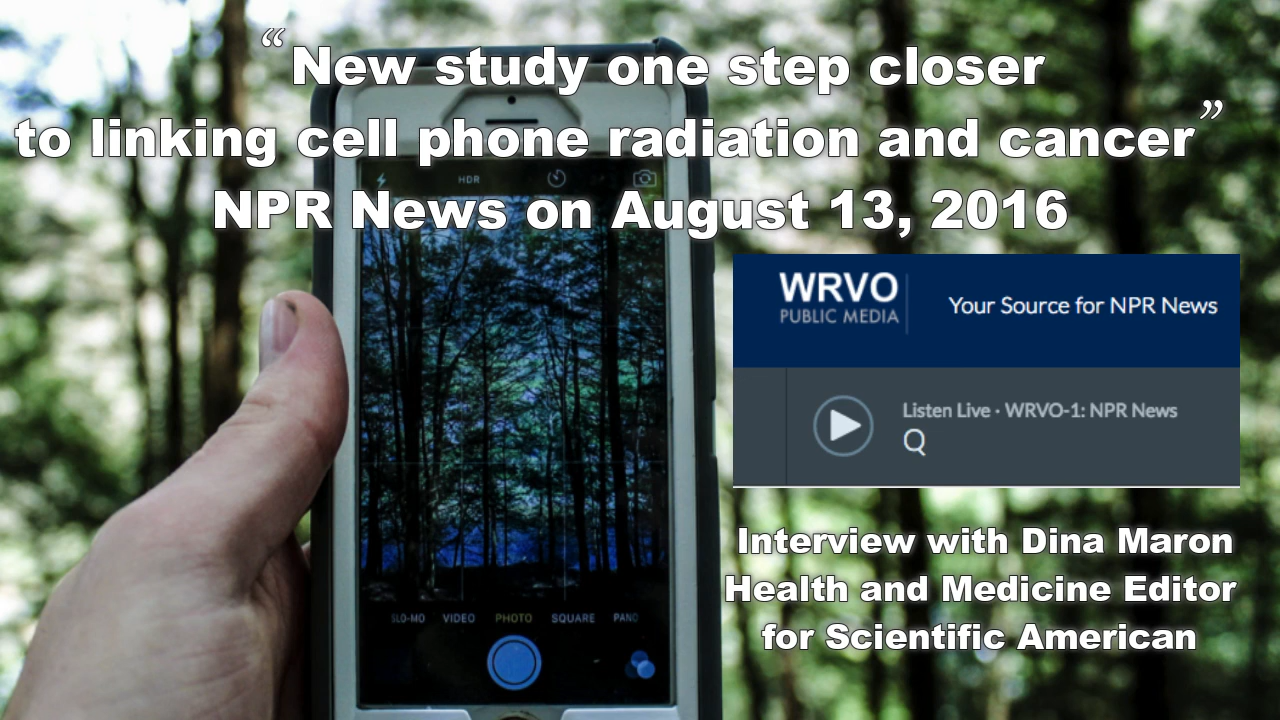 “New study one step closer
to linking cell phone radiation and cancer”
NPR News on August 13, 2016
HDR
WRVO
PUBLIC MEDIA
Your Source for NPR News
Listen Live · WRVO-1: NPR News
Q
Interview with Dina Maron
Health and Medicine Editor
for Scientific American
SLO-MO VIDEO PHOTO SQUARE PANO